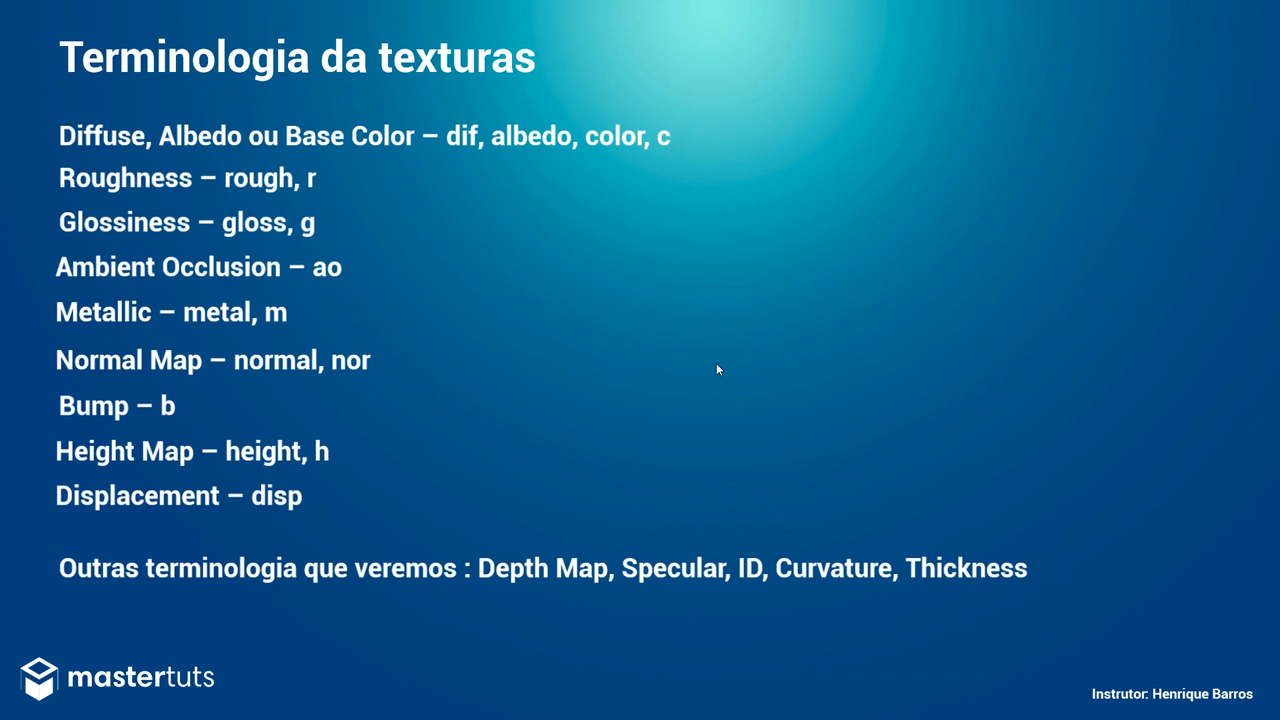 Terminologia da texturas
Diffuse, Albedo ou Base Color – dif, albedo, color, c
Roughness – rough, r
Glossiness – gloss, g
Ambient Occlusion – ao
Metallic – metal, m
Normal Map – normal, nor
Bump – b
Height Map – height, h
Displacement – disp
Outras terminologia que veremos : Depth Map, Specular, ID, Curvature, Thickness
mastertuts
Instrutor: Henrique Barros